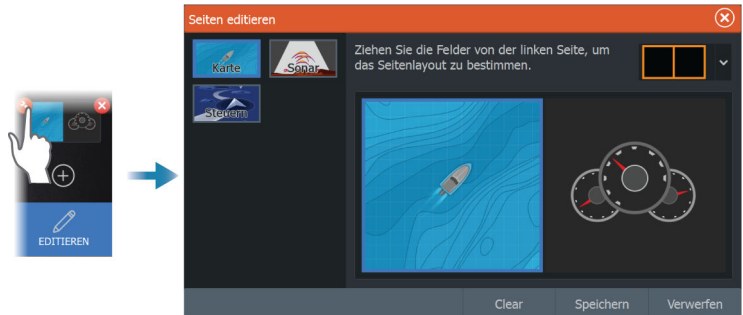 Seiten editieren
Karte
Sonar
Steuern
Ziehen Sie die Felder von der linken Seite, um
das Seitenlayout zu bestimmen.
EDITIEREN
Clear
Speichern
Verwerfen